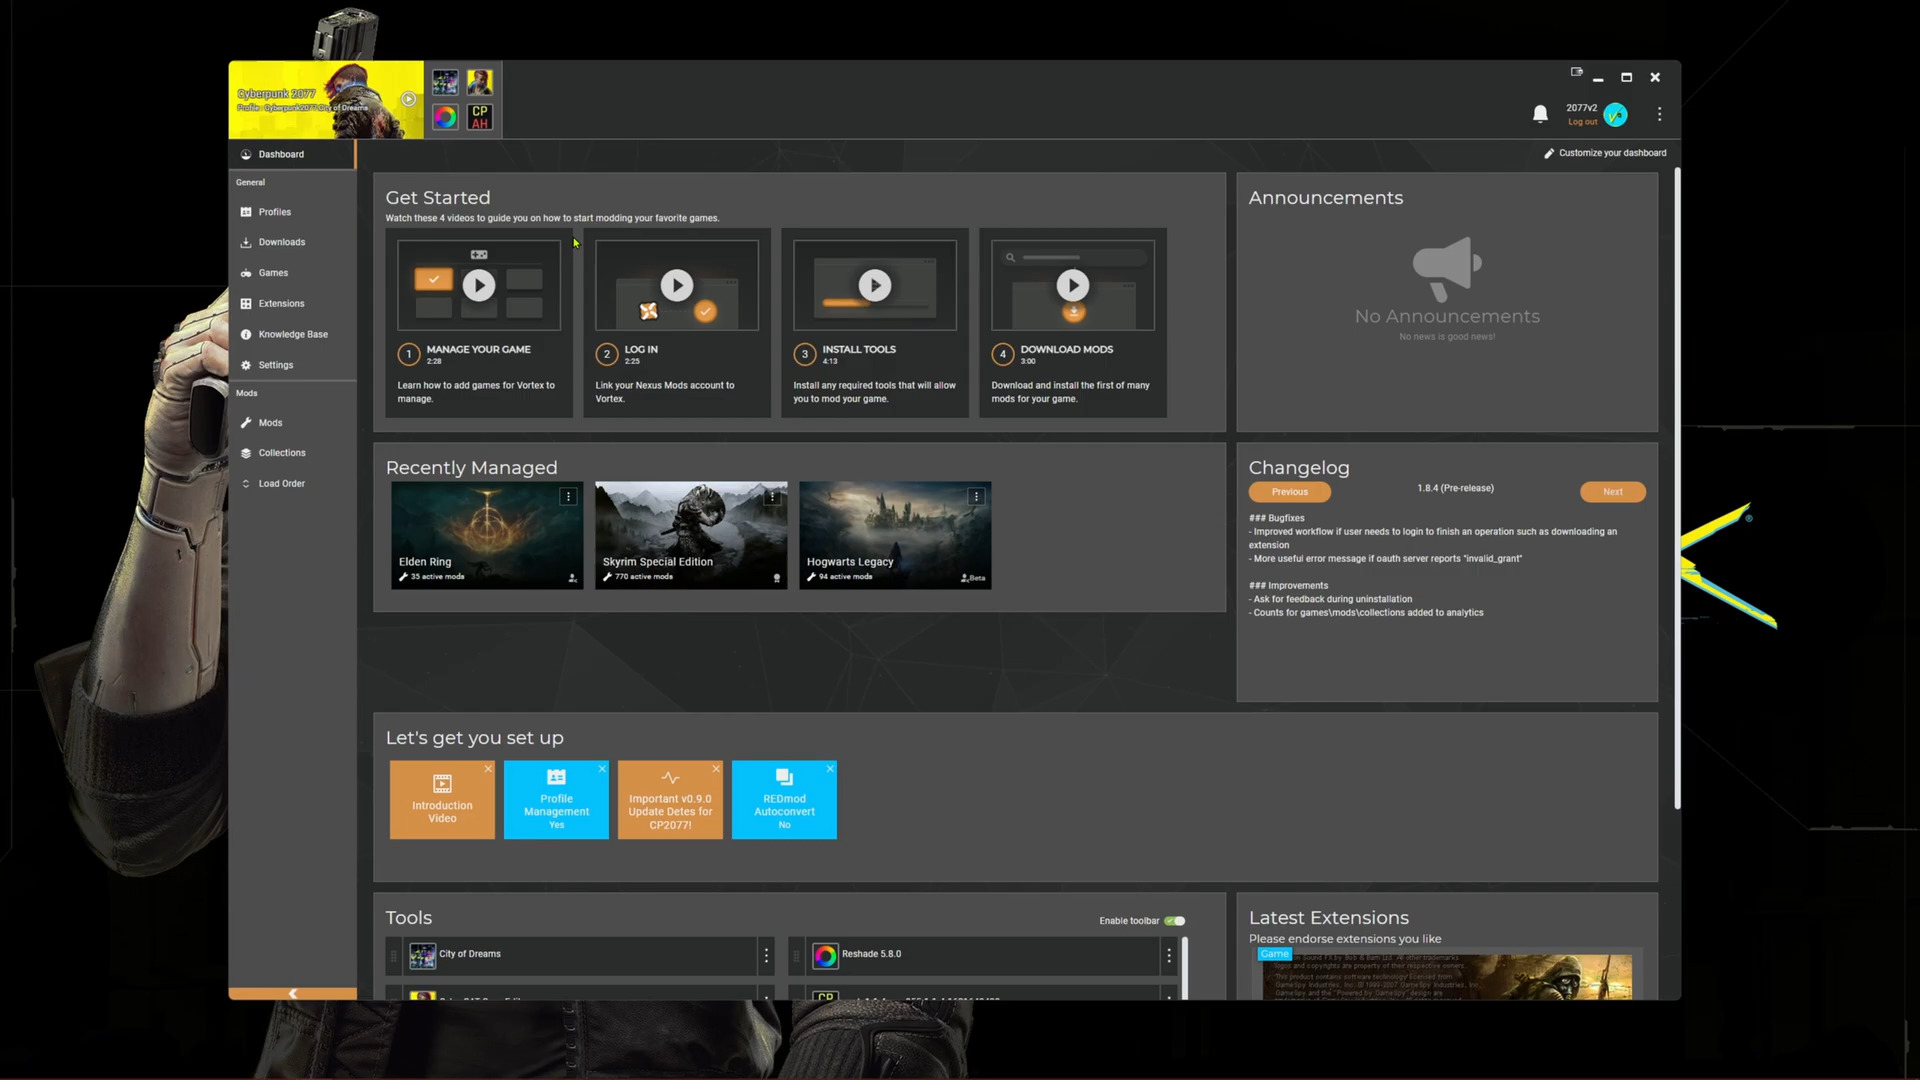 Cyberpunk 2077
Profile : Cyberpunk2077 City of Dreams
CP
AH
2077v2
Log out
Customize your dashboard
Dashboard
General
Profiles
Downloads
Games
Extensions
Knowledge Base
Settings
Mods
Mods
Collections
Load Order
Get Started
Watch these 4 videos to guide you on how to start modding your favorite games.
1 MANAGE YOUR GAME
2:28
Learn how to add games for Vortex to
manage.
2 LOG IN
2:25
Link your Nexus Mods account to
Vortex.
3 INSTALL TOOLS
4:13
Install any required tools that will allow
you to mod your game.
4 DOWNLOAD MODS
3:00
Download and install the first of many
mods for your game.
Announcements
No Announcements
No news is good news!
Recently Managed
Elden Ring
35 active mods
Skyrim Special Edition
770 active mods
Hogwarts Legacy
94 active mods
Beta
Changelog
Previous
1.8.4 (Pre-release)
Next
### Bugfixes
- Improved workflow if user needs to login to finish an operation such as downloading an
extension
- More useful error message if oauth server reports "invalid_grant"
### Improvements
- Ask for feedback during uninstallation
- Counts for games\mods\collections added to analytics
Let's get you set up
Introduction
Video
Profile
Management
Yes
Important v0.9.0
Update Detes for
CP2077!
REDmod
Autoconvert
No
Tools
Enable toolbar
City of Dreams
Reshade 5.8.0
CP
Latest Extensions
Please endorse extensions you like
Game